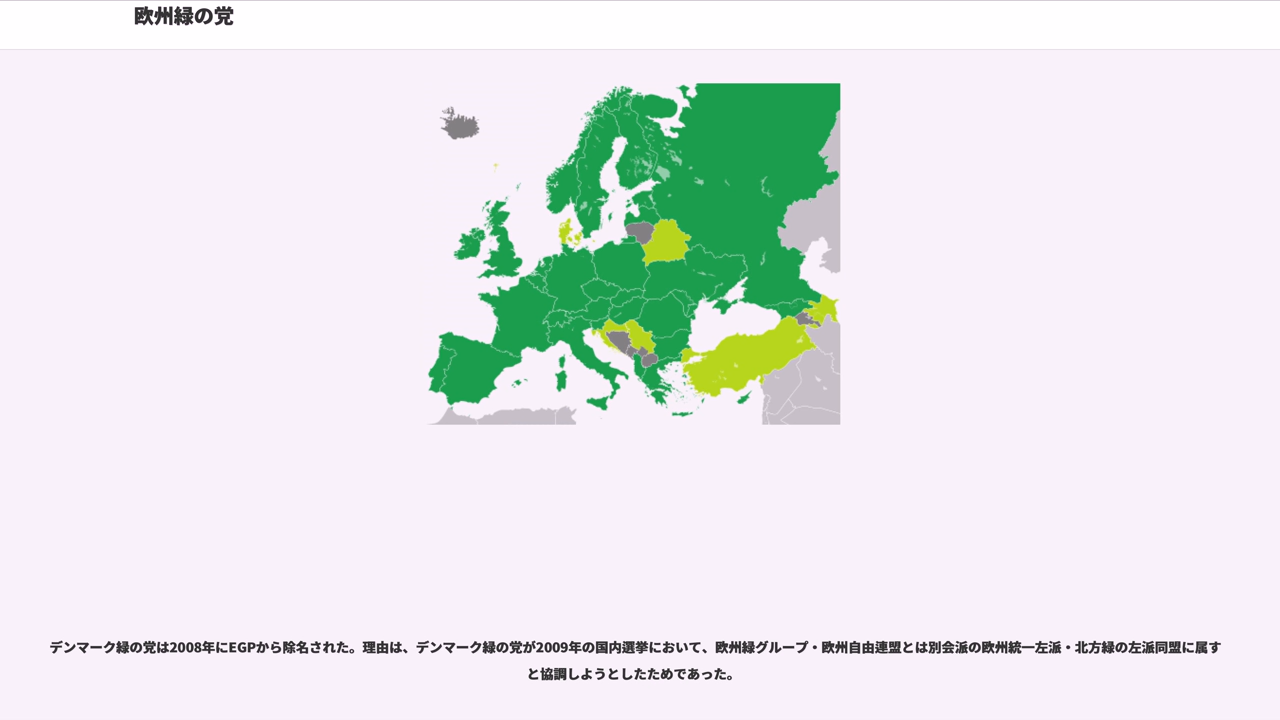 欧州緑の党
デンマーク緑の党は2008年にEGPから除名された。理由は、デンマーク緑の党が2009年の国内選挙において、欧州緑グループ・欧州自由連盟とは別会派の欧州統一左派・北方緑の左派同盟に属す
と協調しようとしたためであった。